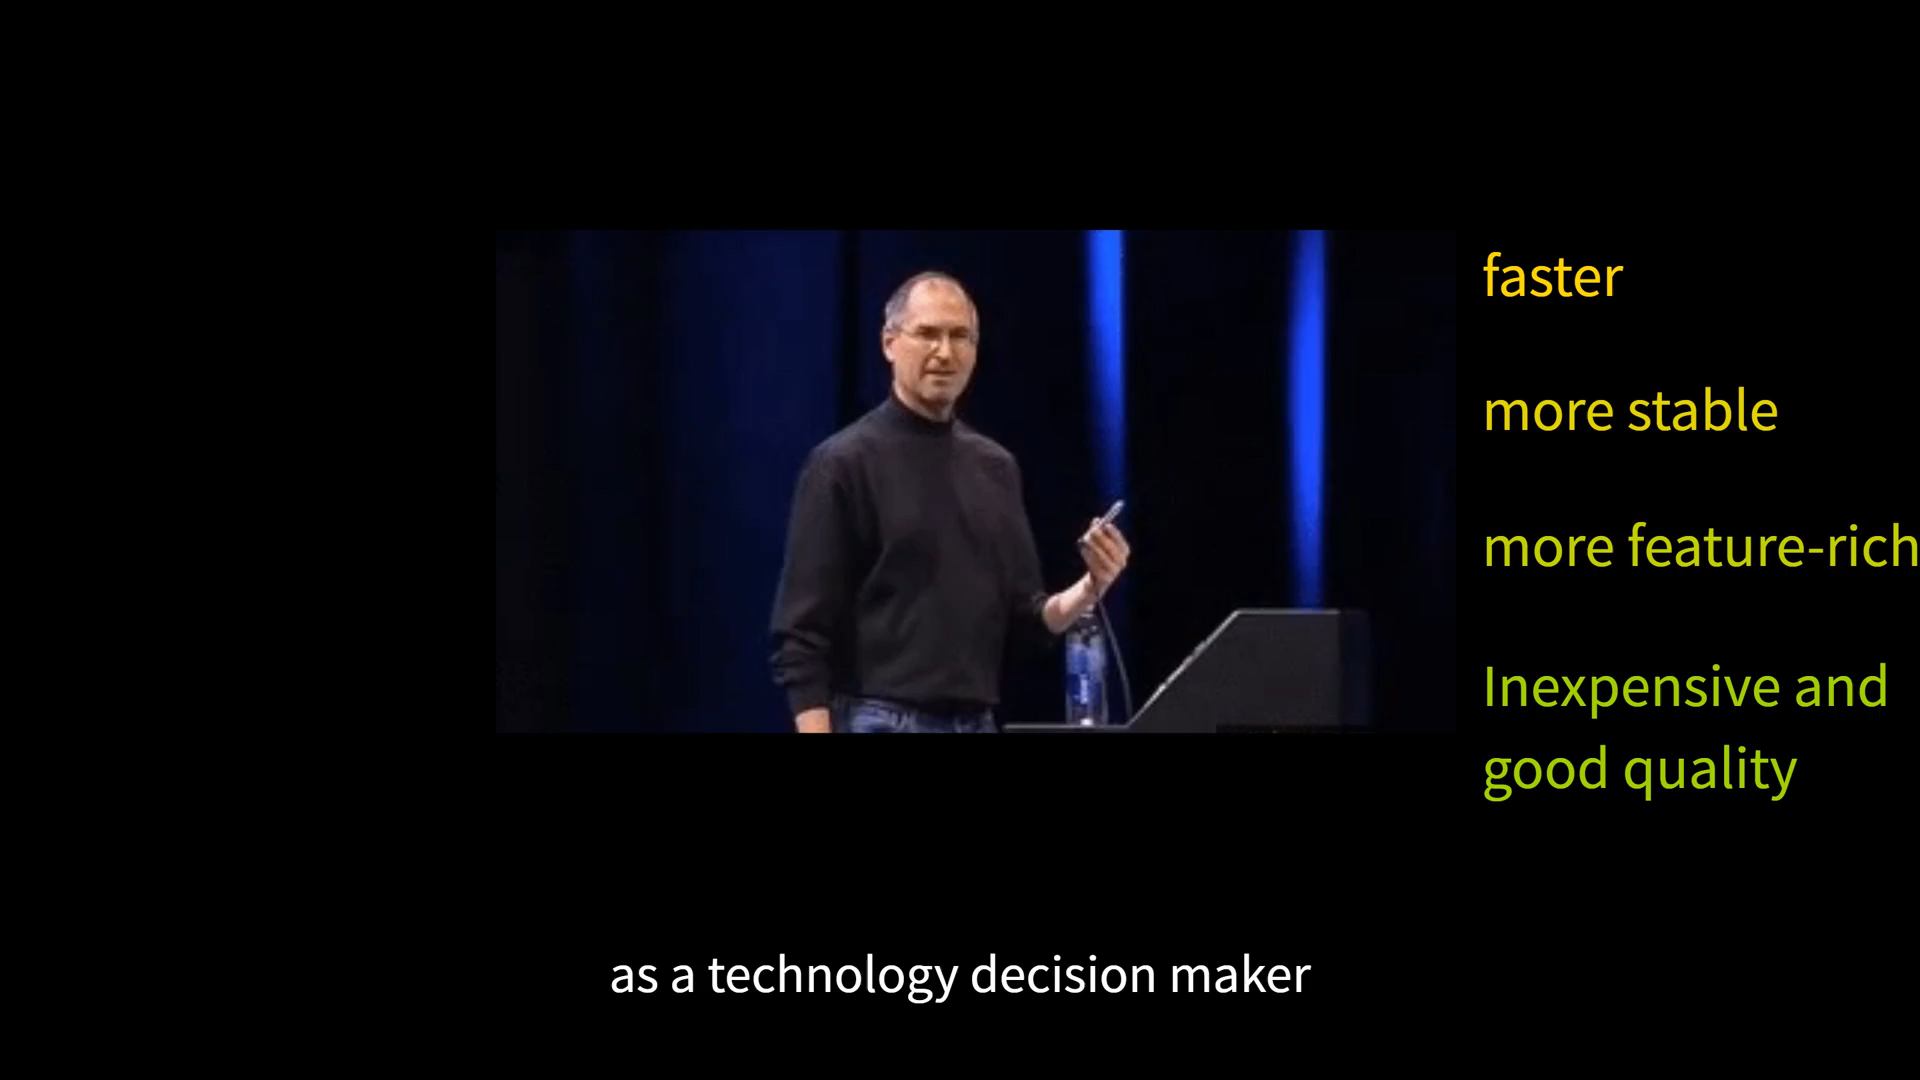 faster
more stable
more feature-rich
Inexpensive and
good quality
as a technology decision maker